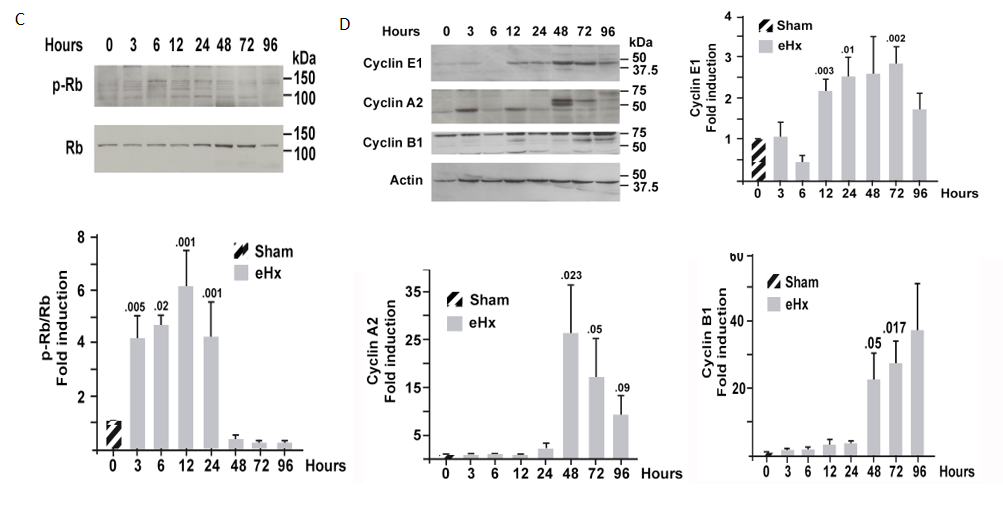 C
Hours 0 3 6 12 24 48 72 96
kDa
p-Rb
150
100
Rb
150
100
D
Hours 0 3 6 12 24 48 72 96
kDa
Cyclin E1
50
37.5
Cyclin A2
75
50
Cyclin B1
75
50
Actin
50
37.5
Cyclin E1
Fold induction
4
3
2
1
Sham
eHx
.003
.01
.002
0 3 6 12 24 48 72 96 Hours
p-Rb/Rb
Fold induction
8
6
4
2
Sham
eHx
.005
.02
.001
.001
0 3 6 12 24 48 72 96 Hours
Cyclin A2
Fold induction
35
25
15
5
Sham
eHx
.023
.05
.09
0 3 6 12 24 48 72 96 Hours
Cyclin B1
Fold induction
60
40
20
Sham
eHx
.05
.017
0 3 6 12 24 48 72 96 Hours